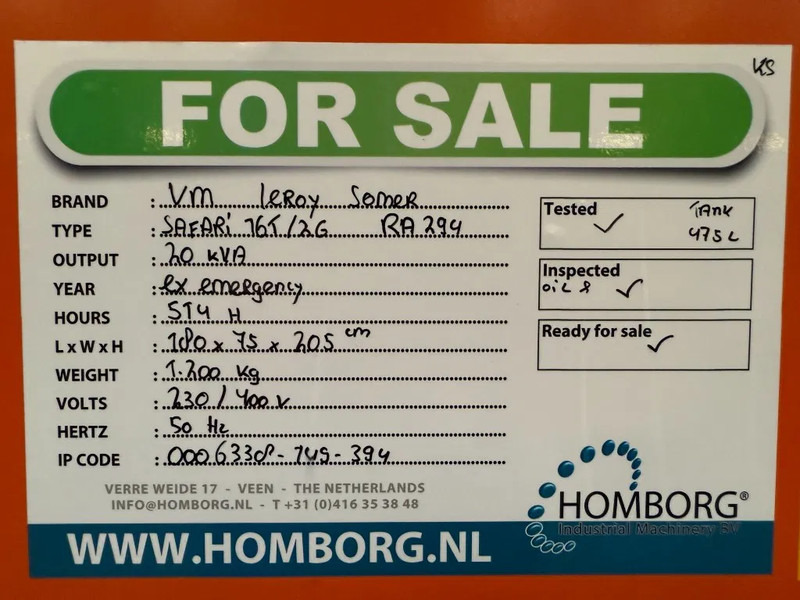 KS
FOR SALE
BRAND : VM Leroy Somer
TYPE : SAFARi 16T/2G RA 294
OUTPUT : 20 kVA
YEAR : Ex emergency
HOURS : 574 H
L x W x H : 180 x 75 x 205 cm
WEIGHT : 1.200 kg
VOLTS : 230 / 400 V
HERTZ : 50 Hz
IP CODE : 0006338-749-394
Tested ✓ TANK
475 L
Inspected
OiL & ✓
Ready for sale
✓
VERRE WEIDE 17 - VEEN - THE NETHERLANDS
INFO@HOMBORG.NL - T +31 (0)416 35 38 48
HOMBORG®
Industrial Machinery BV
WWW.HOMBORG.NL